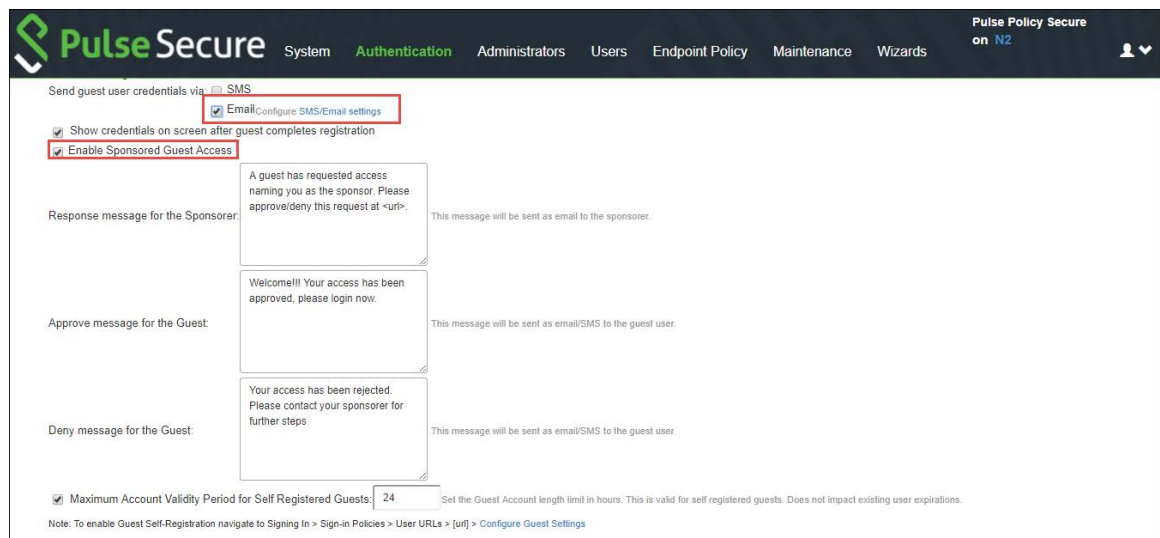 Pulse Secure
System Authentication Administrators Users Endpoint Policy Maintenance Wizards
Pulse Policy Secure
on N2
Send guest user credentials via: SMS
Email Configure SMS/Email settings
Show credentials on screen after guest completes registration
Enable Sponsored Guest Access
Response message for the Sponsorer:
A guest has requested access
naming you as the sponsor. Please
approve/deny this request at <url>.
This message will be sent as email to the sponsorer.
Approve message for the Guest:
Welcome!!! Your access has been
approved, please login now.
This message will be sent as email/SMS to the guest user.
Deny message for the Guest:
Your access has been rejected.
Please contact your sponsorer for
further steps
This message will be sent as email/SMS to the guest user.
Maximum Account Validity Period for Self Registered Guests: 24 Set the Guest Account length limit in hours. This is valid for self registered guests. Does not impact existing user expirations.
Note: To enable Guest Self-Registration navigate to Signing In > Sign-in Policies > User URLs > [url] > Configure Guest Settings